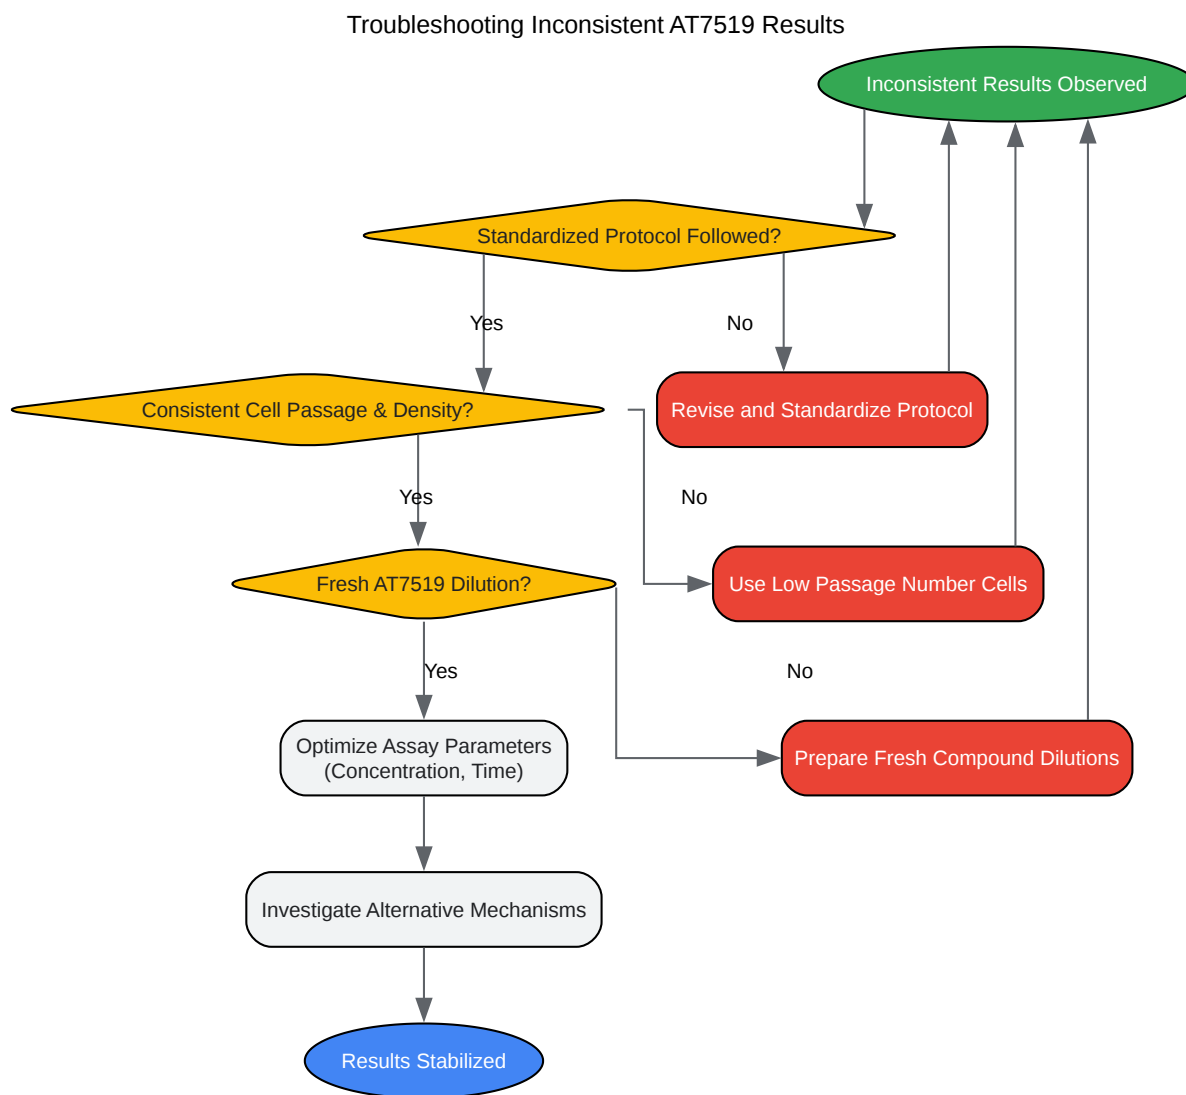 Troubleshooting Inconsistent AT7519 Results
Inconsistent Results Observed
Standardized Protocol Followed?
Yes
No
Consistent Cell Passage & Density?
Revise and Standardize Protocol
Yes
No
Fresh AT7519 Dilution?
Use Low Passage Number Cells
Yes
No
Optimize Assay Parameters
(Concentration, Time)
Prepare Fresh Compound Dilutions
Investigate Alternative Mechanisms
Results Stabilized